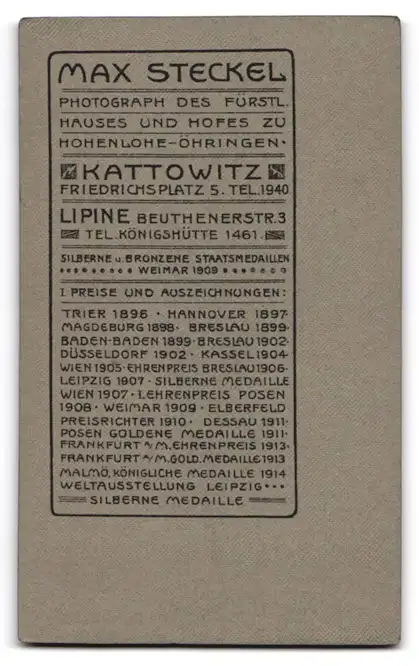 MAX STECKEL
PHOTOGRAPH DES FÜRSTL.
HAUSES UND HOFES ZU
HOHENLOHE-ÖHRINGEN·
KATTOWITZ
FRIEDRICHSPLATZ 5. TEL.1940
LIPINE BEUTHENERSTR.3
TEL.KÖNIGSHÜTTE 1461.
SILBERNE u. BRONZENE STAATSMEDAILLEN
WEIMAR 1909
I PREISE UND AUSZEICHNUNGEN:
TRIER 1896 · HANNOVER 1897·
MAGDEBURG 1898 · BRESLAU 1899·
BADEN-BADEN 1899·BRESLAU 1902·
DÜSSELDORF 1902 · KASSEL 1904·
WIEN 1905·EHRENPREIS BRESLAU 1906·
LEIPZIG 1907 · SILBERNE MEDAILLE
WIEN 1907·I.EHRENPREIS POSEN
1908 · WEIMAR 1909 · ELBERFELD
PREISRICHTER 1910 · DESSAU 1911·
POSEN GOLDENE MEDAILLE 1911·
FRANKFURT A/M. EHRENPREIS 1913·
FRANKFURT A/M. GOLD. MEDAILLE 1913
MALMÖ, KÖNIGLICHE MEDAILLE 1914
WELTAUSSTELLUNG LEIPZIG···
SILBERNE MEDAILLE